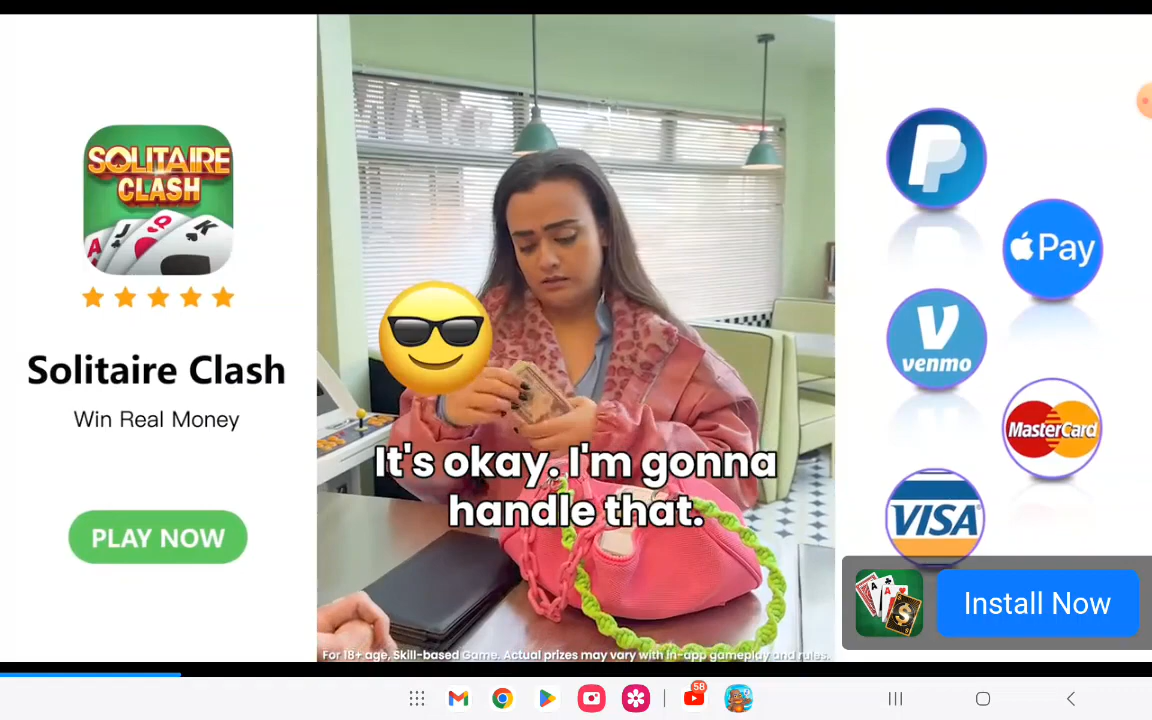 SOLITAIRE
CLASH
Solitaire Clash
Win Real Money
PLAY NOW
It's okay. I'm gonna
handle that.
For 18+ age, Skill-based Game. Actual prizes may vary with in-app gameplay and rules.
Pay
venmo
MasterCard
VISA
Install Now
58